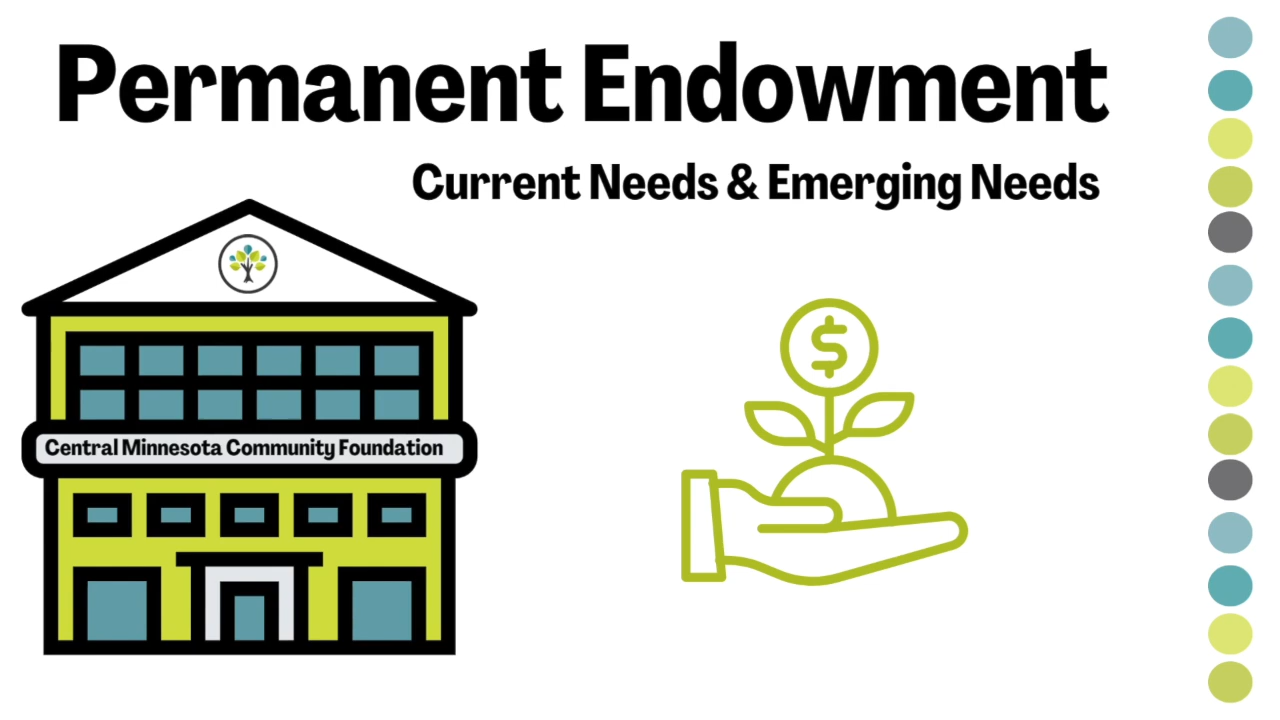 Permanent Endowment
Current Needs & Emerging Needs
$
Central Minnesota Community Foundation